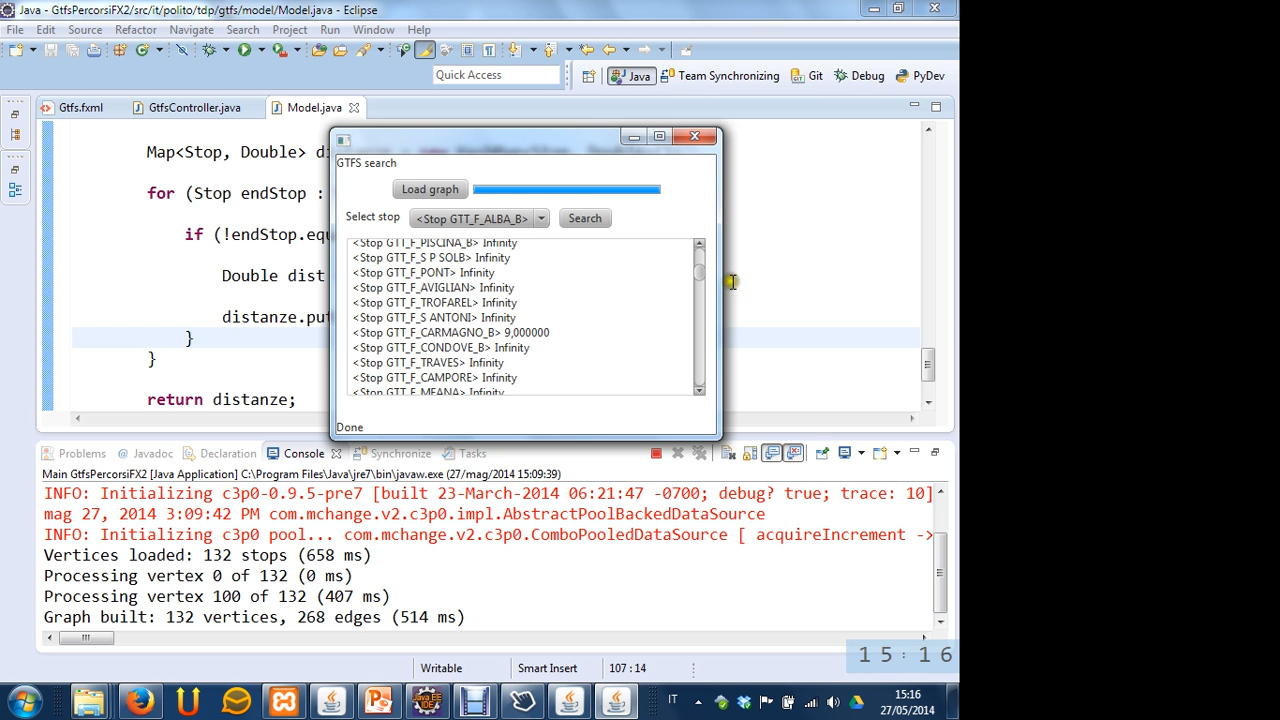 Java - GtfsPercorsiFX2/src/it/polito/tdp/gtfs/model/Model.java - Eclipse
File Edit Source Refactor Navigate Search Project Run Window Help
Quick Access
Java Team Synchronizing Git Debug PyDev
Gtfs.fxml GtfsController.java Model.java
Map<Stop, Double>
for (Stop endStop :
if (!endStop.equ
Double dist
distanze.put
}
}
return distanze;
GTFS search
Load graph
Select stop <Stop GTT_F_ALBA_B> Search
<Stop GTT_F_PISCINA_B> Infinity
<Stop GTT_F_S P SOLB> Infinity
<Stop GTT_F_PONT> Infinity
<Stop GTT_F_AVIGLIAN> Infinity
<Stop GTT_F_TROFAREL> Infinity
<Stop GTT_F_S ANTONI> Infinity
<Stop GTT_F_CARMAGNO_B> 9,000000
<Stop GTT_F_CONDOVE_B> Infinity
<Stop GTT_F_TRAVES> Infinity
<Stop GTT_F_CAMPORE> Infinity
<Stop GTT_F_MEANA> Infinity
Done
Problems Javadoc Declaration Console Synchronize Tasks
Main GtfsPercorsiFX2 [Java Application] C:\Program Files\Java\jre7\bin\javaw.exe (27/mag/2014 15:09:39)
INFO: Initializing c3p0-0.9.5-pre7 [built 23-March-2014 06:21:47 -0700; debug? true; trace: 10]
mag 27, 2014 3:09:42 PM com.mchange.v2.c3p0.impl.AbstractPoolBackedDataSource
INFO: Initializing c3p0 pool... com.mchange.v2.c3p0.ComboPooledDataSource [ acquireIncrement ->
Vertices loaded: 132 stops (658 ms)
Processing vertex 0 of 132 (0 ms)
Processing vertex 100 of 132 (407 ms)
Graph built: 132 vertices, 268 edges (514 ms)
15:16
Writable Smart Insert 107 : 14
IT 15:16
27/05/2014